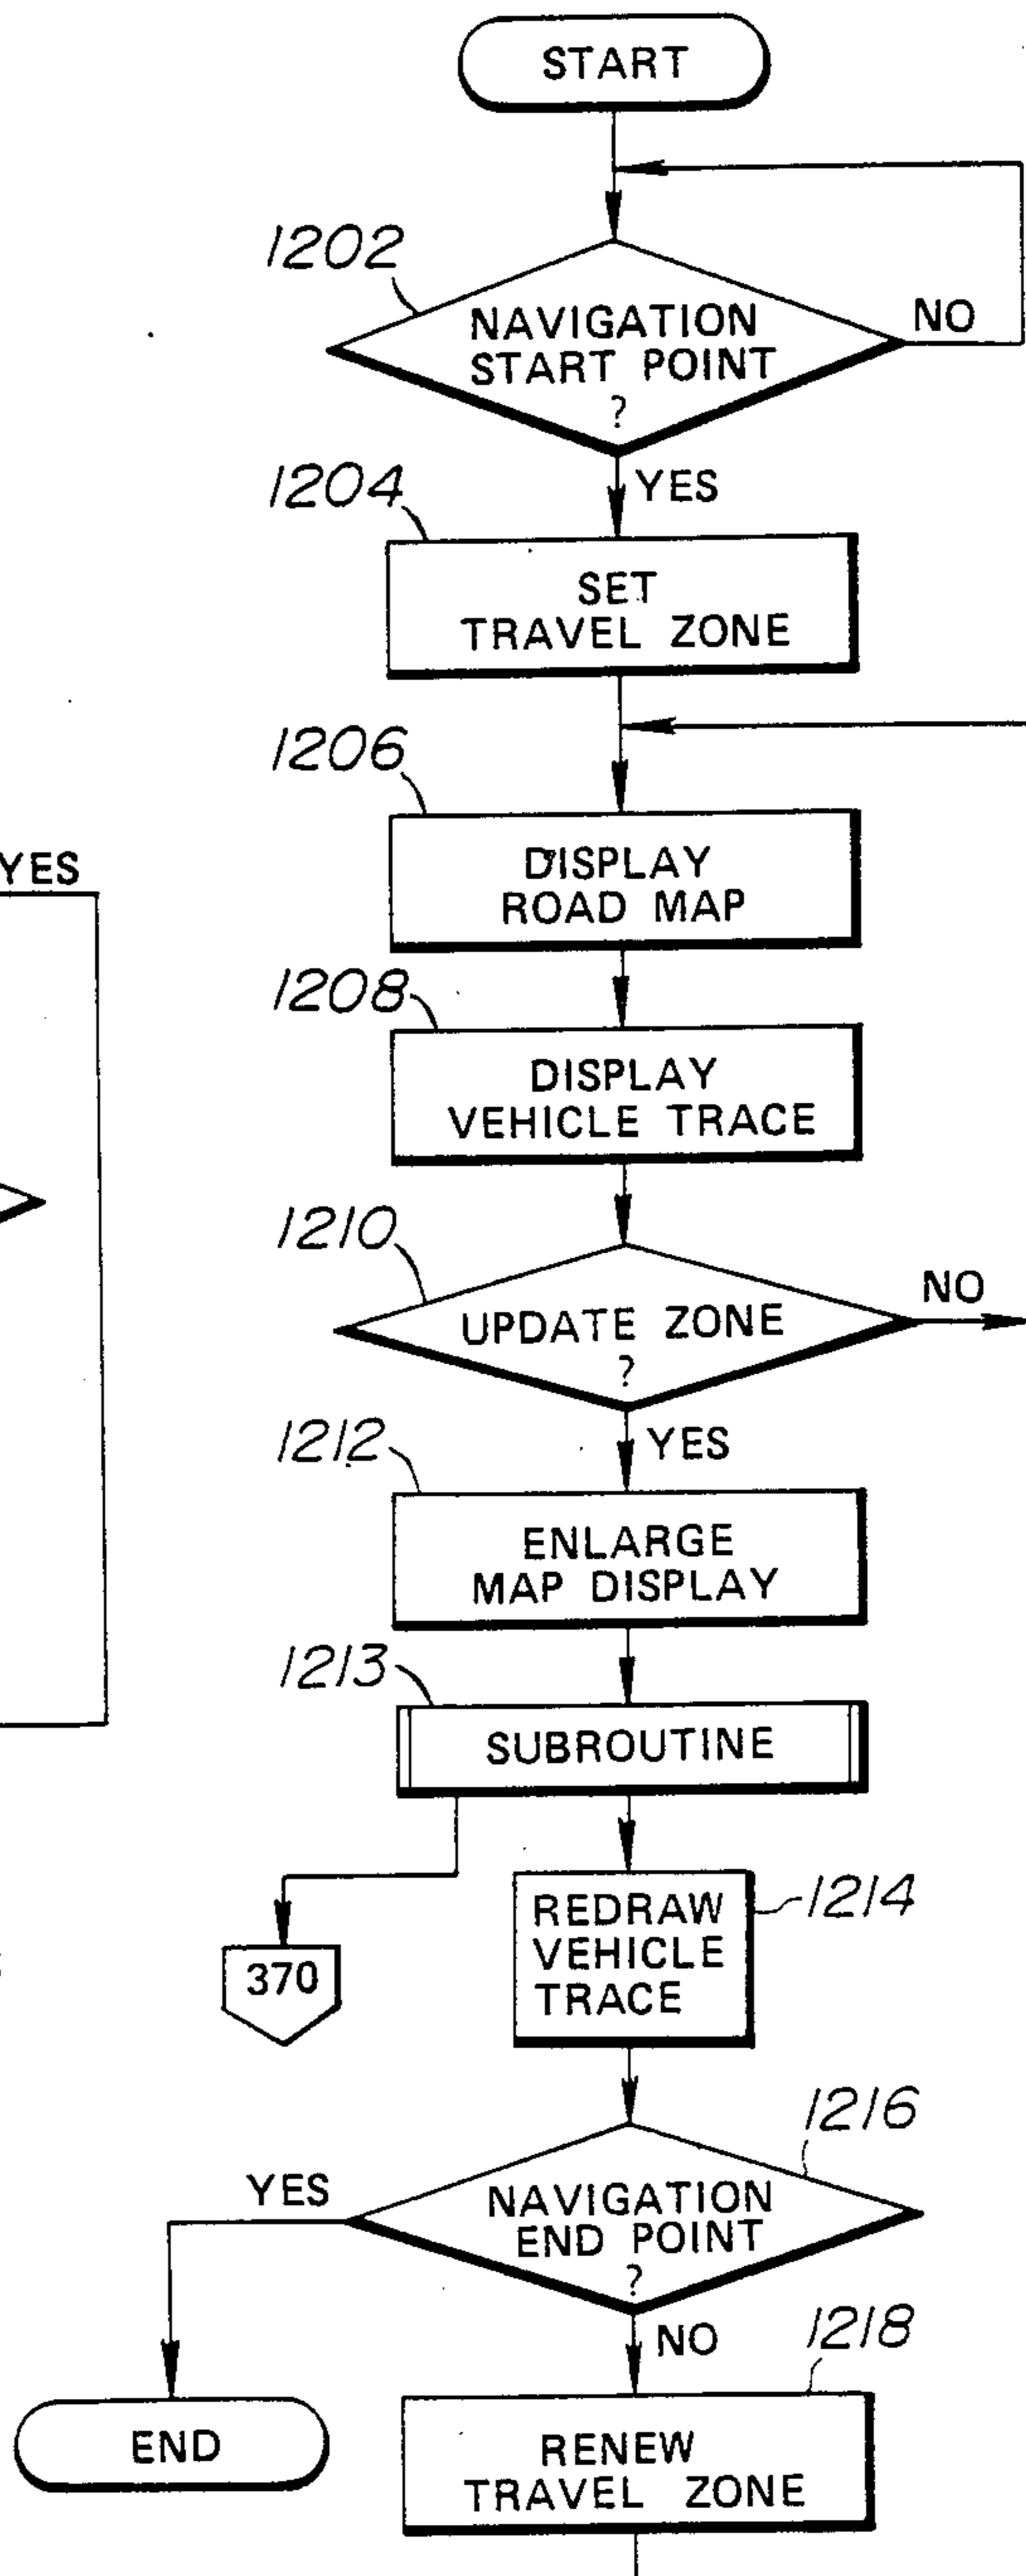 START
1202
NAVIGATION
START POINT
?
NO
YES
1204
SET
TRAVEL ZONE
1206
DISPLAY
ROAD MAP
YES
1208
DISPLAY
VEHICLE TRACE
1210
UPDATE ZONE
?
NO
YES
1212
ENLARGE
MAP DISPLAY
1213
SUBROUTINE
370
REDRAW
VEHICLE
TRACE
1214
1216
NAVIGATION
END POINT
?
YES
NO
1218
END
RENEW
TRAVEL ZONE